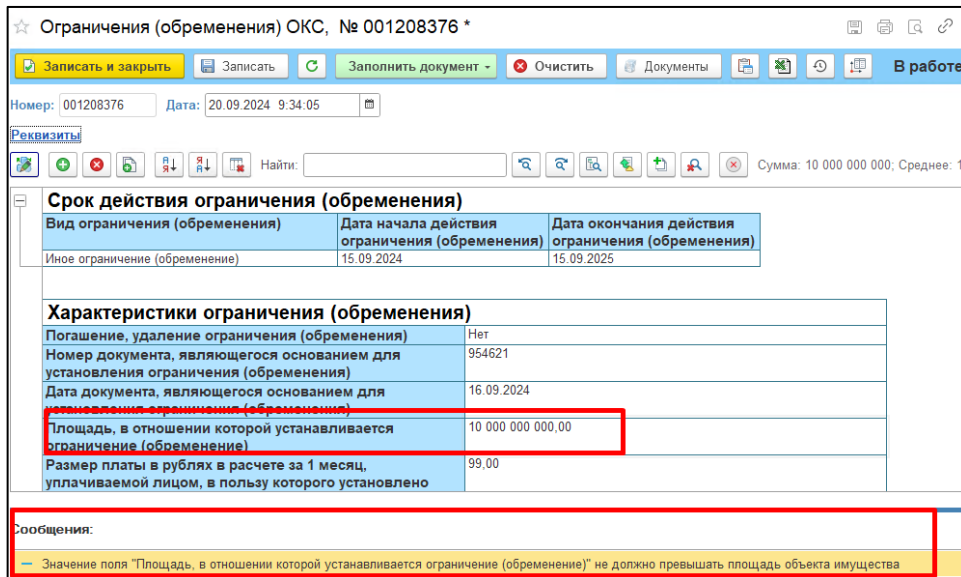 Ограничения (обременения) ОКС, № 001208376 *
Записать и закрыть Записать Заполнить документ Очистить Документы В работе
Номер: 001208376 Дата: 20.09.2024 9:34:05
Реквизиты
Найти: Сумма: 10 000 000 000; Среднее: 1
Срок действия ограничения (обременения)
Вид ограничения (обременения) Дата начала действия Дата окончания действия
ограничения (обременения) ограничения (обременения)
Иное ограничение (обременение) 15.09.2024 15.09.2025
Характеристики ограничения (обременения)
Погашение, удаление ограничения (обременения) Нет
Номер документа, являющегося основанием для 954621
установления ограничения (обременения)
Дата документа, являющегося основанием для 16.09.2024
установления ограничения (обременения)
Площадь, в отношении которой устанавливается 10 000 000 000,00
ограничение (обременение)
Размер платы в рублях в расчете за 1 месяц, 99,00
уплачиваемой лицом, в пользу которого установлено
Сообщения:
Значение поля "Площадь, в отношении которой устанавливается ограничение (обременение)" не должно превышать площадь объекта имущества